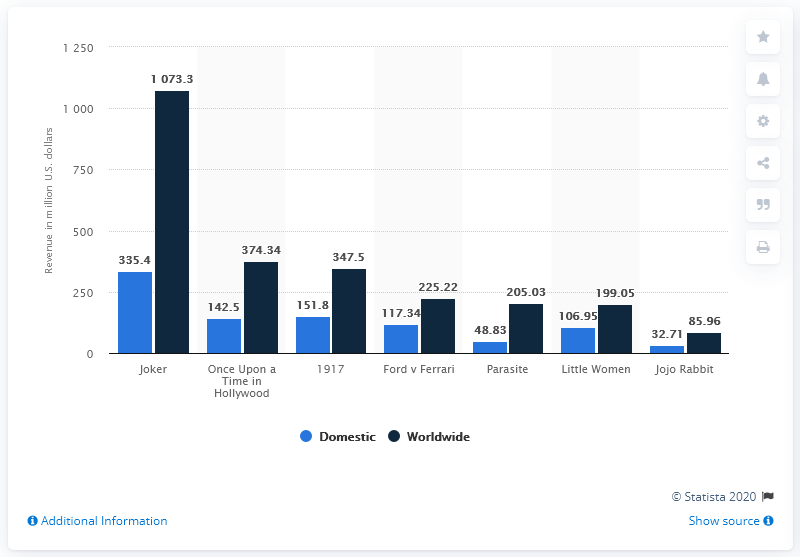 1 250
1 000
750
500
250
0
Revenue in million U.S. dollars
335.4
1 073.3
142.5
374.34
151.8
347.5
117.34
225.22
48.83
205.03
106.95
199.05
32.71
85.96
Joker
Once Upon a
Time in
Hollywood
1917
Ford v Ferrari
Parasite
Little Women
Jojo Rabbit
Domestic
Worldwide
© Statista 2020
Additional Information
Show source